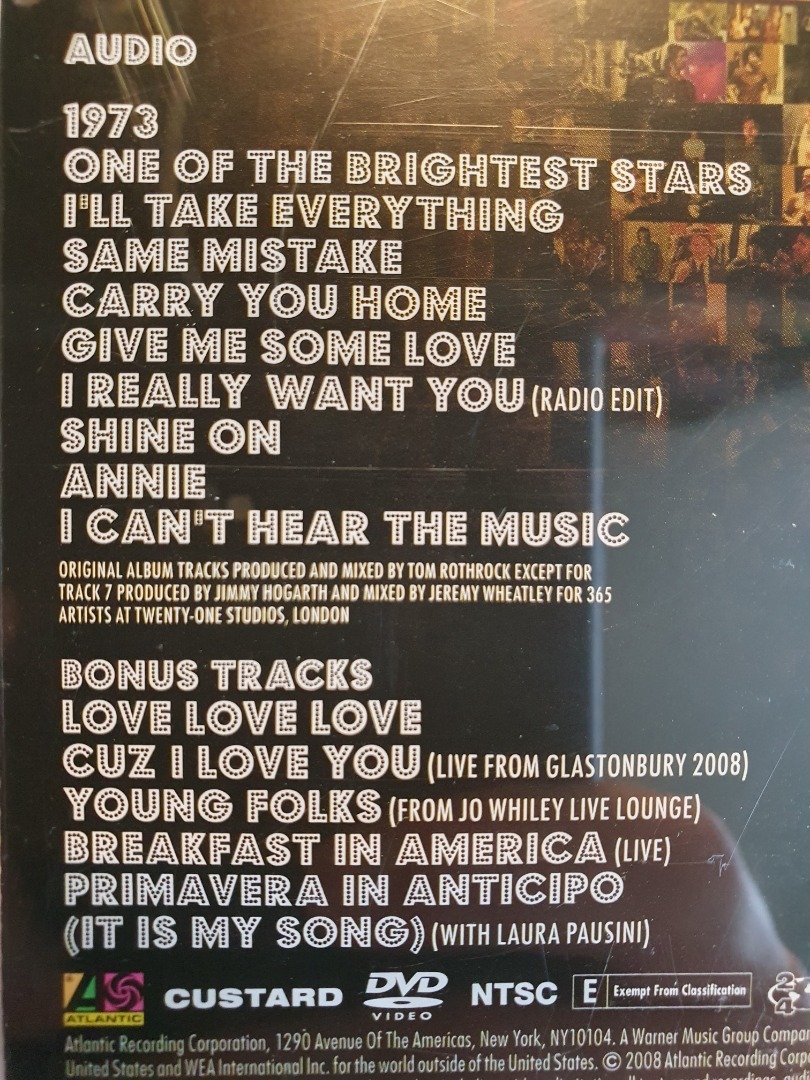 AUDIO
1973
ONE OF THE BRIGHTEST STARS
I'LL TAKE EVERYTHING
SAME MISTAKE
CARRY YOU HOME
GIVE ME SOME LOVE
I REALLY WANT YOU (RADIO EDIT)
SHINE ON
ANNIE
I CAN'T HEAR THE MUSIC
ORIGINAL ALBUM TRACKS PRODUCED AND MIXED BY TOM ROTHROCK EXCEPT FOR
TRACK 7 PRODUCED BY JIMMY HOGARTH AND MIXED BY JEREMY WHEATLEY FOR 365
ARTISTS AT TWENTY-ONE STUDIOS, LONDON
BONUS TRACKS
LOVE LOVE LOVE
CUZ I LOVE YOU (LIVE FROM GLASTONBURY 2008)
YOUNG FOLKS (FROM JO WHILEY LIVE LOUNGE)
BREAKFAST IN AMERICA (LIVE)
PRIMAVERA IN ANTICIPO
(IT IS MY SONG) (WITH LAURA PAUSINI)
ATLANTIC CUSTARD DVD VIDEO NTSC E Exempt From Classification
Atlantic Recording Corporation, 1290 Avenue Of The Americas, New York, NY10104. A Warner Music Group Compa
United States and WEA International Inc. for the world outside of the United States. © 2008 Atlantic Recording Corp